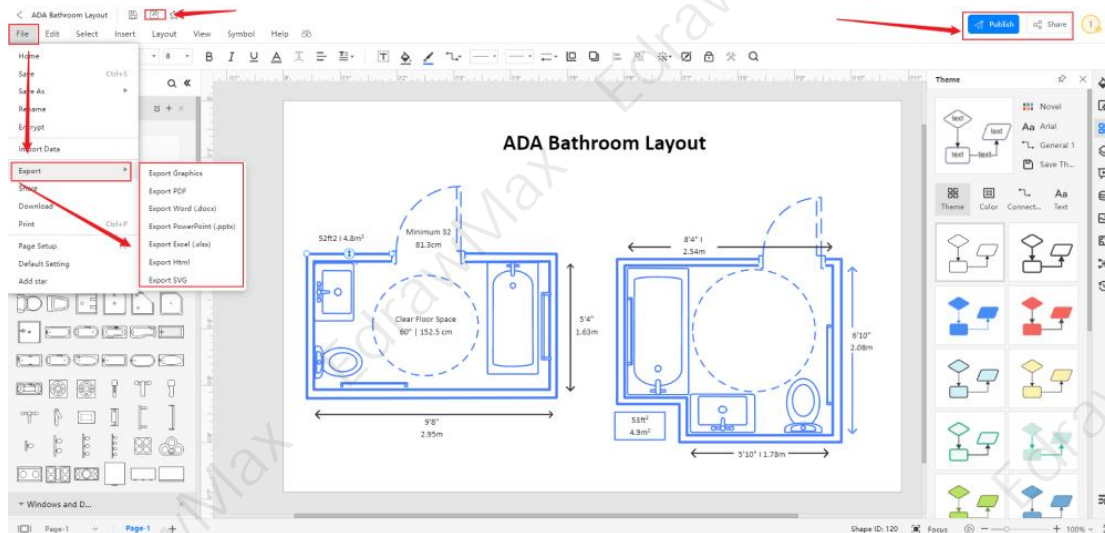 ADA Bathroom Layout
Publish
Share
1
File Edit Select Insert Layout View Symbol Help
Home
Save Ctrl+S
Save As
Rename
Encrypt
Import Data
Export
Share
Download
Print Ctrl+P
Page Setup
Default Setting
Add star
Export Graphics
Export PDF
Export Word (.docx)
Export PowerPoint (.pptx)
Export Excel (.xlsx)
Export Html
Export SVG
8
Windows and D...
ADA Bathroom Layout
52ft2 I 4.8m²
Minimum 32
81.3cm
Clear Floor Space
60" | 152.5 cm
5'4"
1.63m
9'8"
2.95m
8'4" I
2.54m
6'10"
2.08m
53ft²
4.9m²
5'10" I 1.78m
Theme
text
text
text
text
Novel
Aa Arial
General 1
Save Th...
Theme Color Connect... Text
Page-1 Page-1 +
Shape ID: 120 Focus 100%
EdrawMax
EdrawMax